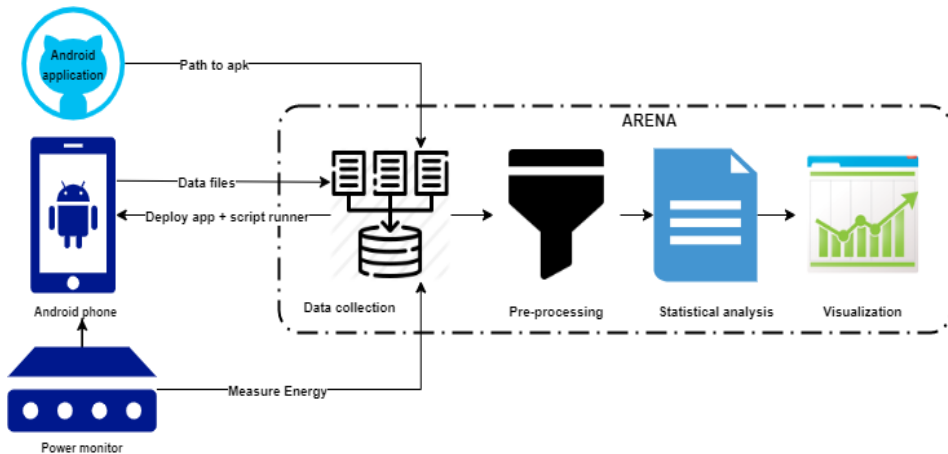 Android
application
Path to apk
ARENA
Data files
Deploy app + script runner
Data collection
Pre-processing
Statistical analysis
Visualization
Android phone
Measure Energy
Power monitor